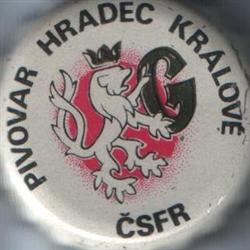 PIVOVAR HRADEC KRÁLOVÉ
G
ČSFR